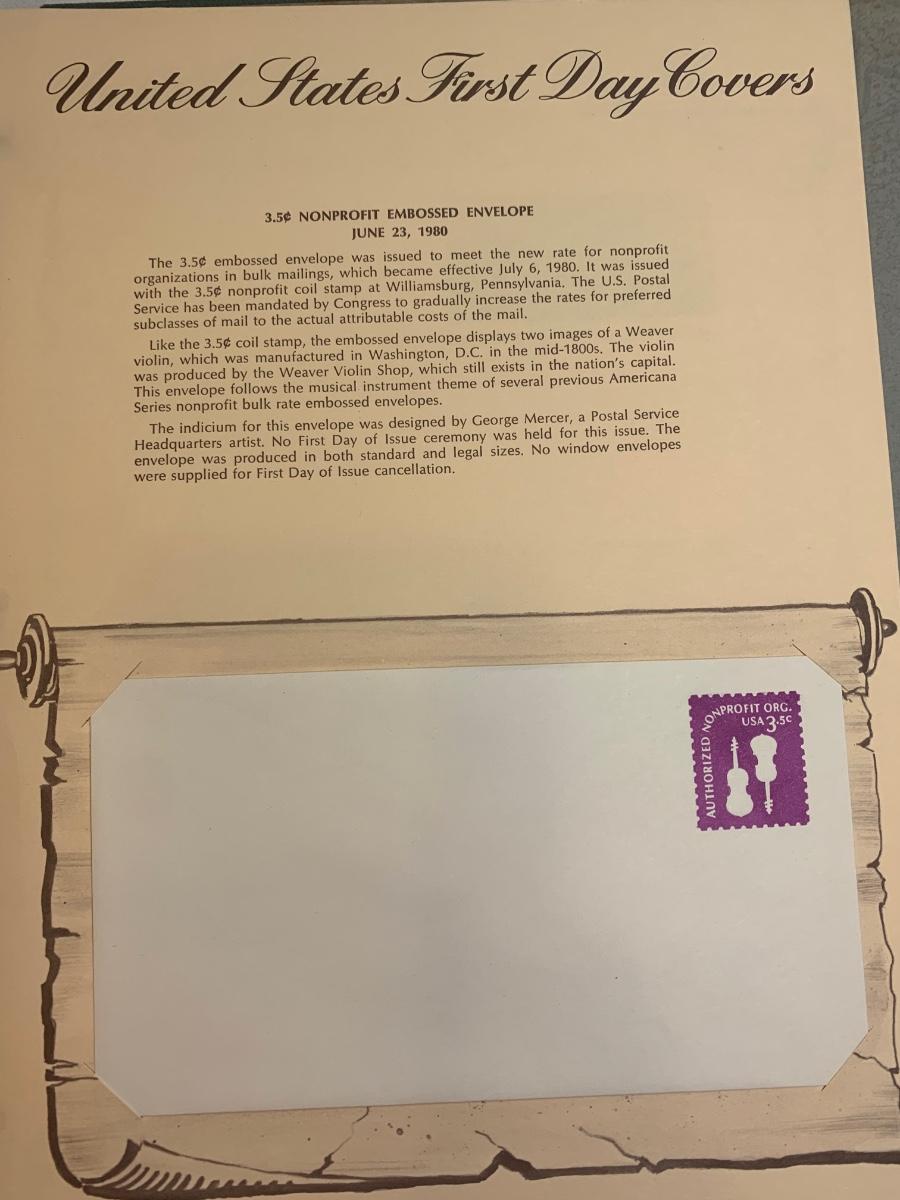 United States First Day Covers
3.5¢ NONPROFIT EMBOSSED ENVELOPE
JUNE 23, 1980
The 3.5¢ embossed envelope was issued to meet the new rate for nonprofit
organizations in bulk mailings, which became effective July 6, 1980. It was issued
with the 3.5¢ nonprofit coil stamp at Williamsburg, Pennsylvania. The U.S. Postal
Service has been mandated by Congress to gradually increase the rates for preferred
subclasses of mail to the actual attributable costs of the mail.
Like the 3.5¢ coil stamp, the embossed envelope displays two images of a Weaver
violin, which was manufactured in Washington, D.C. in the mid-1800s. The violin
was produced by the Weaver Violin Shop, which still exists in the nation's capital.
This envelope follows the musical instrument theme of several previous Americana
Series nonprofit bulk rate embossed envelopes.
The indicium for this envelope was designed by George Mercer, a Postal Service
Headquarters artist. No First Day of Issue ceremony was held for this issue. The
envelope was produced in both standard and legal sizes. No window envelopes
were supplied for First Day of Issue cancellation.
AUTHORIZED NONPROFIT ORG.
USA 3.5c